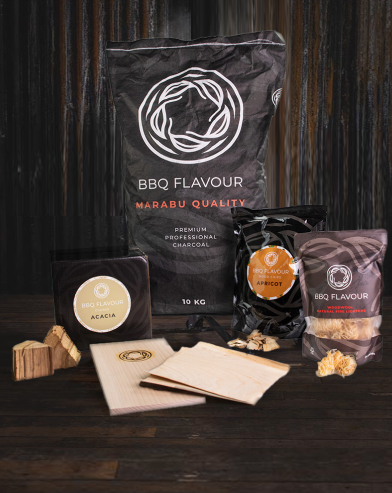 BBQ FLAVOUR
MARABU QUALITY
PREMIUM
PROFESSIONAL
CHARCOAL
10 KG
BBQ FLAVOUR
ACACIA
BBQ FLAVOUR
APRICOT
BBQ FLAVOUR